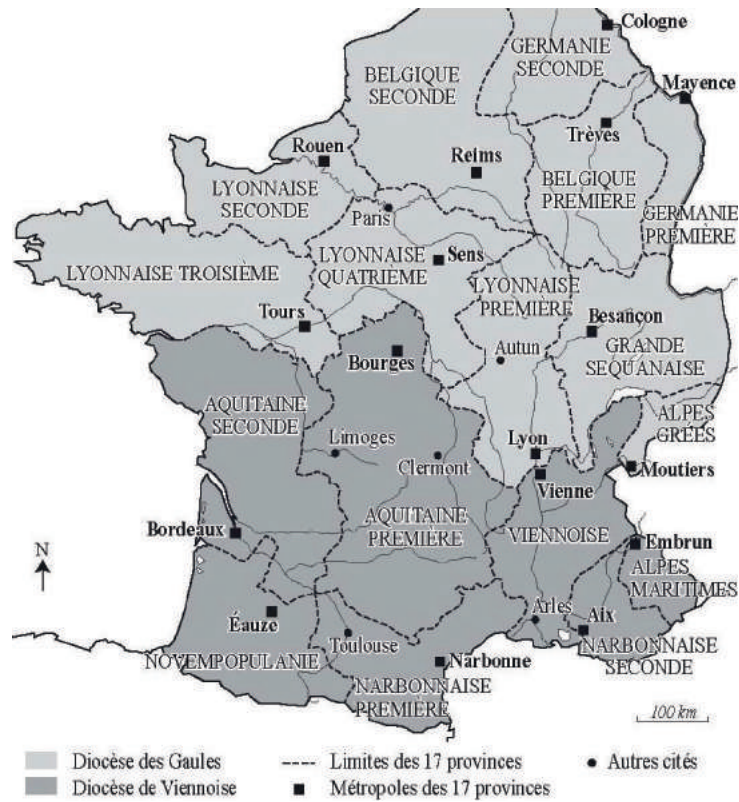 Cologne
GERMANIE
SECONDE
BELGIQUE
SECONDE
Mayence
Trèves
Rouen
Reims
LYONNAISE
SECONDE
BELGIQUE
PREMIÈRE
Paris
GERMANIE
PREMIÈRE
LYONNAISE TROISIÈME
LYONNAISE
QUATRIÈME
Sens
LYONNAISE
PREMIÈRE
Tours
Besançon
Bourges
Autun
GRANDE
SEQUANAISE
AQUITAINE
SECONDE
ALPES
GRÉES
Limoges
Clermont
Lyon
Moutiers
Vienne
Bordeaux
AQUITAINE
PREMIÈRE
VIENNOISE
Embrun
N
ALPES
MARITIMES
Éauze
Arles
Aix
Toulouse
NARBONNAISE
SECONDE
NOVEMPOPULANIE
Narbonne
NARBONNAISE
PREMIÈRE
100 km
Diocèse des Gaules
Limites des 17 provinces
Autres cités
Diocèse de Viennoise
Métropoles des 17 provinces